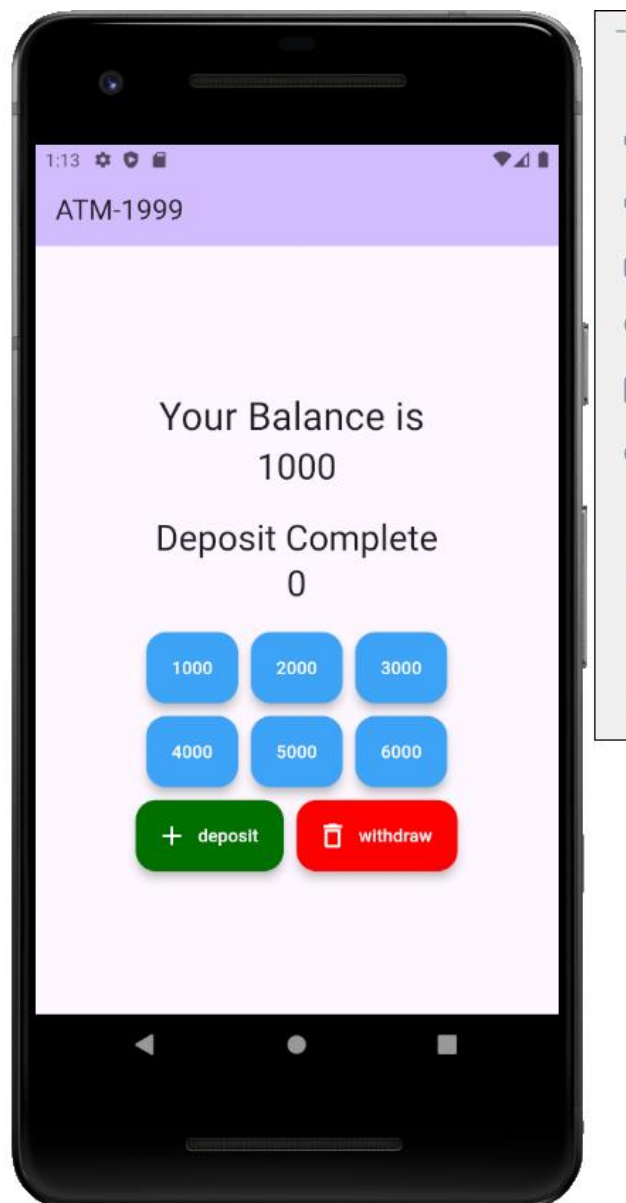 1:13
ATM-1999
Your Balance is
1000
Deposit Complete
0
1000 2000 3000
4000 5000 6000
deposit withdraw